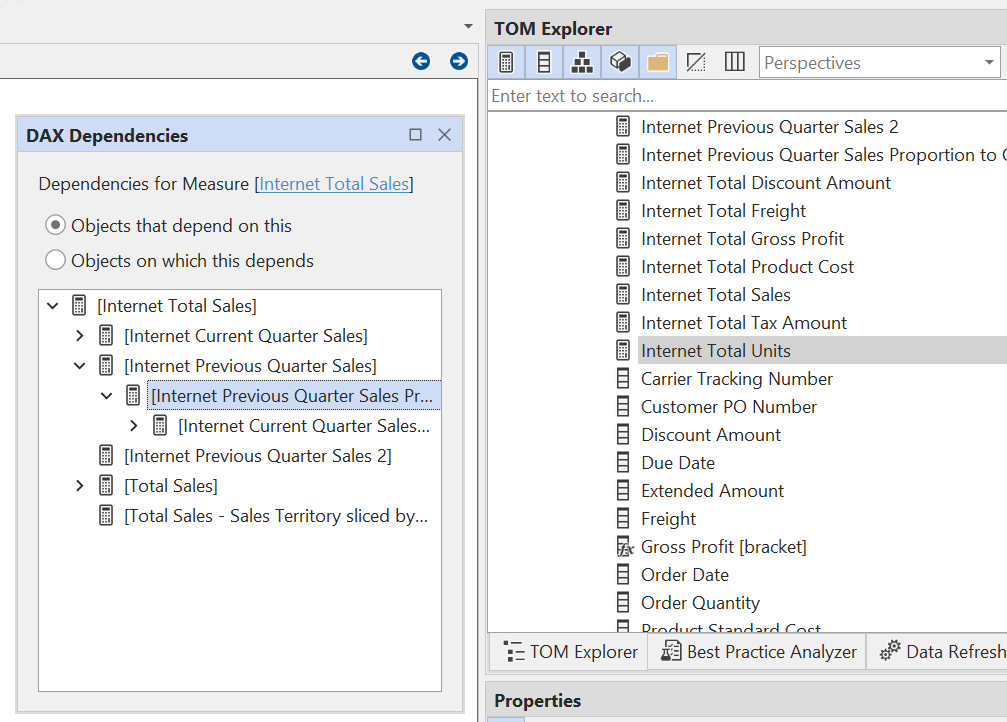 DAX Dependencies
Dependencies for Measure [Internet Total Sales]
Objects that depend on this
Objects on which this depends
[Internet Total Sales]
[Internet Current Quarter Sales]
[Internet Previous Quarter Sales]
[Internet Previous Quarter Sales Pr...
[Internet Current Quarter Sales...
[Internet Previous Quarter Sales 2]
[Total Sales]
[Total Sales - Sales Territory sliced by...
TOM Explorer
Perspectives
Enter text to search...
Internet Previous Quarter Sales 2
Internet Previous Quarter Sales Proportion to
Internet Total Discount Amount
Internet Total Freight
Internet Total Gross Profit
Internet Total Product Cost
Internet Total Sales
Internet Total Tax Amount
Internet Total Units
Carrier Tracking Number
Customer PO Number
Discount Amount
Due Date
Extended Amount
Freight
Gross Profit [bracket]
Order Date
Order Quantity
Product Standard Cost
TOM Explorer
Best Practice Analyzer
Data Refresh
Properties